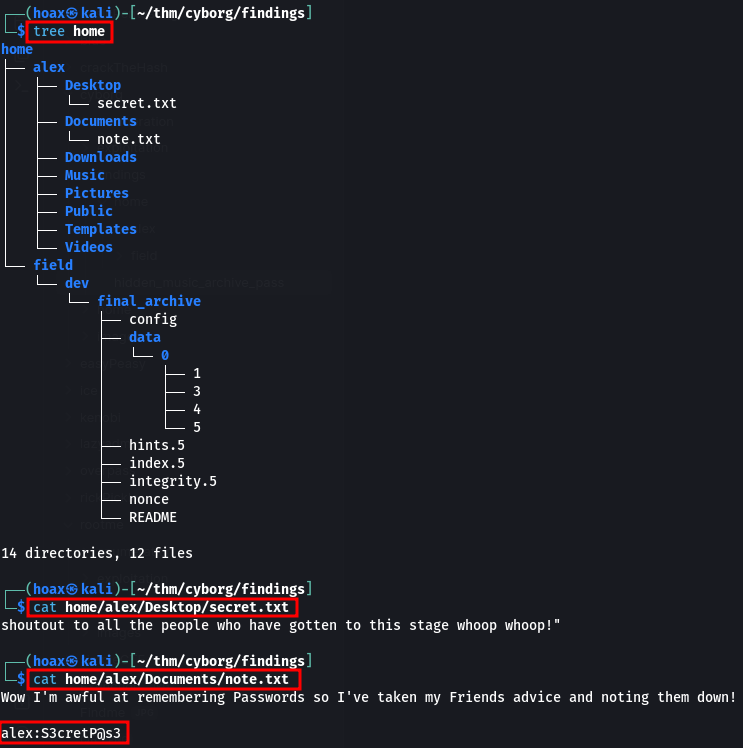 ┌──(hoax㉿kali)-[~/thm/cyborg/findings]
└─$ tree home
home
├── alex
│   ├── Desktop
│   │   └── secret.txt
│   ├── Documents
│   │   └── note.txt
│   ├── Downloads
│   ├── Music
│   ├── Pictures
│   ├── Public
│   ├── Templates
│   └── Videos
└── field
    └── dev
        └── final_archive
            ├── config
            ├── data
            │   └── 0
            │       ├── 1
            │       ├── 3
            │       ├── 4
            │       └── 5
            ├── hints.5
            ├── index.5
            ├── integrity.5
            ├── nonce
            └── README
14 directories, 12 files
┌──(hoax㉿kali)-[~/thm/cyborg/findings]
└─$ cat home/alex/Desktop/secret.txt
shoutout to all the people who have gotten to this stage whoop whoop!"
┌──(hoax㉿kali)-[~/thm/cyborg/findings]
└─$ cat home/alex/Documents/note.txt
Wow I'm awful at remembering Passwords so I've taken my Friends advice and noting them down!
alex:S3cretP@s3